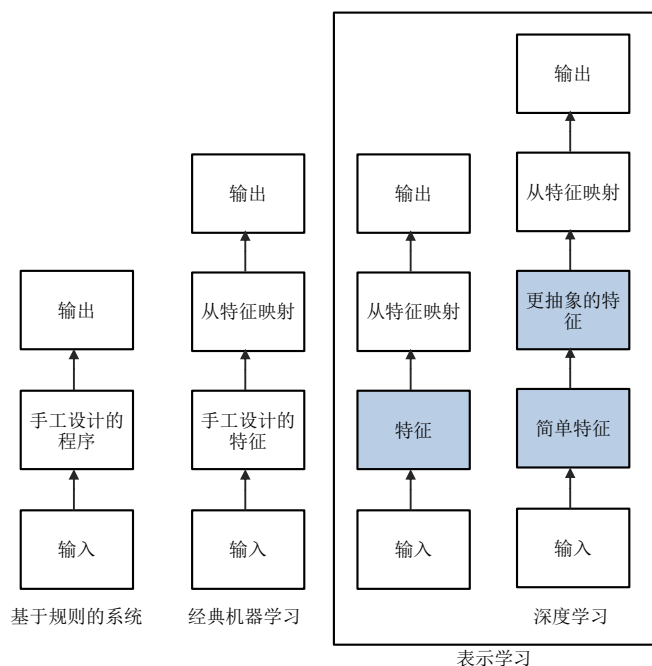 输出
输出
输出
从特征映射
输出
从特征映射
从特征映射
更抽象的特
征
手工设计的
程序
手工设计的
特征
特征
简单特征
输入
输入
输入
输入
基于规则的系统
经典机器学习
深度学习
表示学习